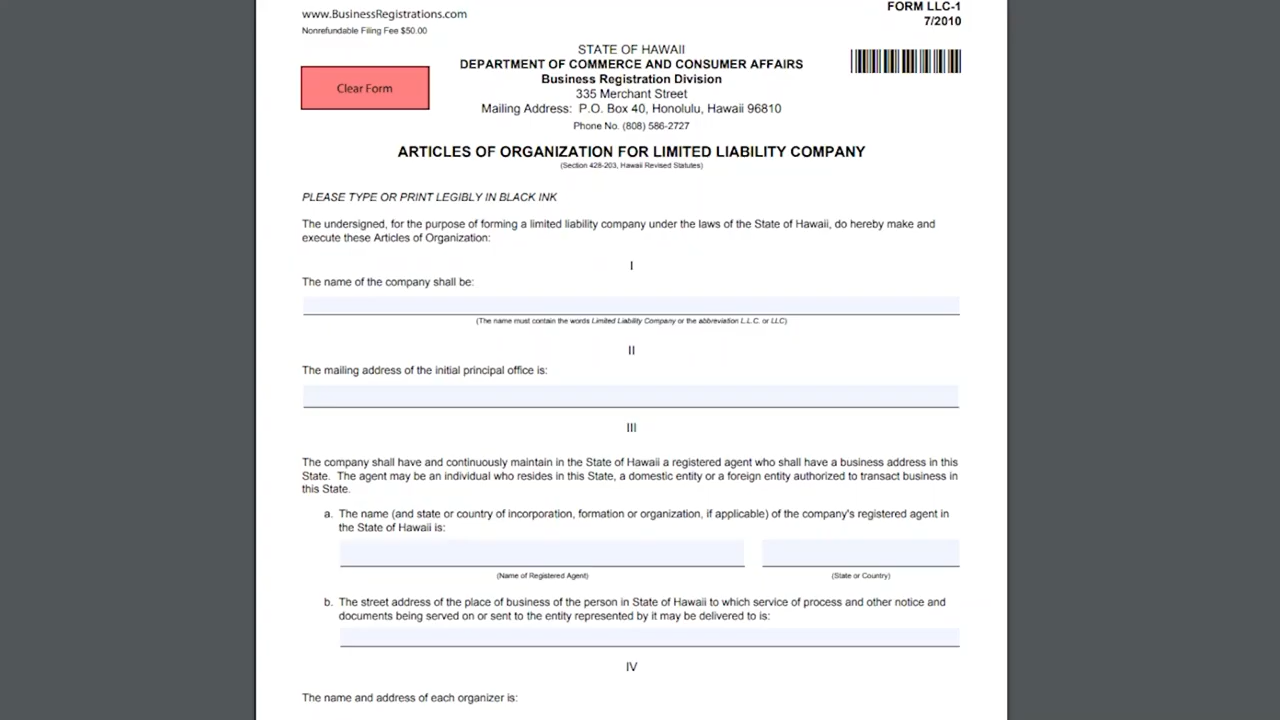 www.BusinessRegistrations.com
Nonrefundable Filing Fee $50.00
FORM LLC-1
7/2010
Clear Form
STATE OF HAWAII
DEPARTMENT OF COMMERCE AND CONSUMER AFFAIRS
Business Registration Division
335 Merchant Street
Mailing Address: P.O. Box 40, Honolulu, Hawaii 96810
Phone No. (808) 586-2727
ARTICLES OF ORGANIZATION FOR LIMITED LIABILITY COMPANY
(Section 428-203, Hawaii Revised Statutes)
PLEASE TYPE OR PRINT LEGIBLY IN BLACK INK
The undersigned, for the purpose of forming a limited liability company under the laws of the State of Hawaii, do hereby make and
execute these Articles of Organization:
I
The name of the company shall be:
(The name must contain the words Limited Liability Company or the abbreviation L.L.C. or LLC)
II
The mailing address of the initial principal office is:
III
The company shall have and continuously maintain in the State of Hawaii a registered agent who shall have a business address in this
State. The agent may be an individual who resides in this State, a domestic entity or a foreign entity authorized to transact business in
this State.
a. The name (and state or country of incorporation, formation or organization, if applicable) of the company's registered agent in
the State of Hawaii is:
(Name of Registered Agent) (State or Country)
b. The street address of the place of business of the person in State of Hawaii to which service of process and other notice and
documents being served on or sent to the entity represented by it may be delivered to is:
IV
The name and address of each organizer is: